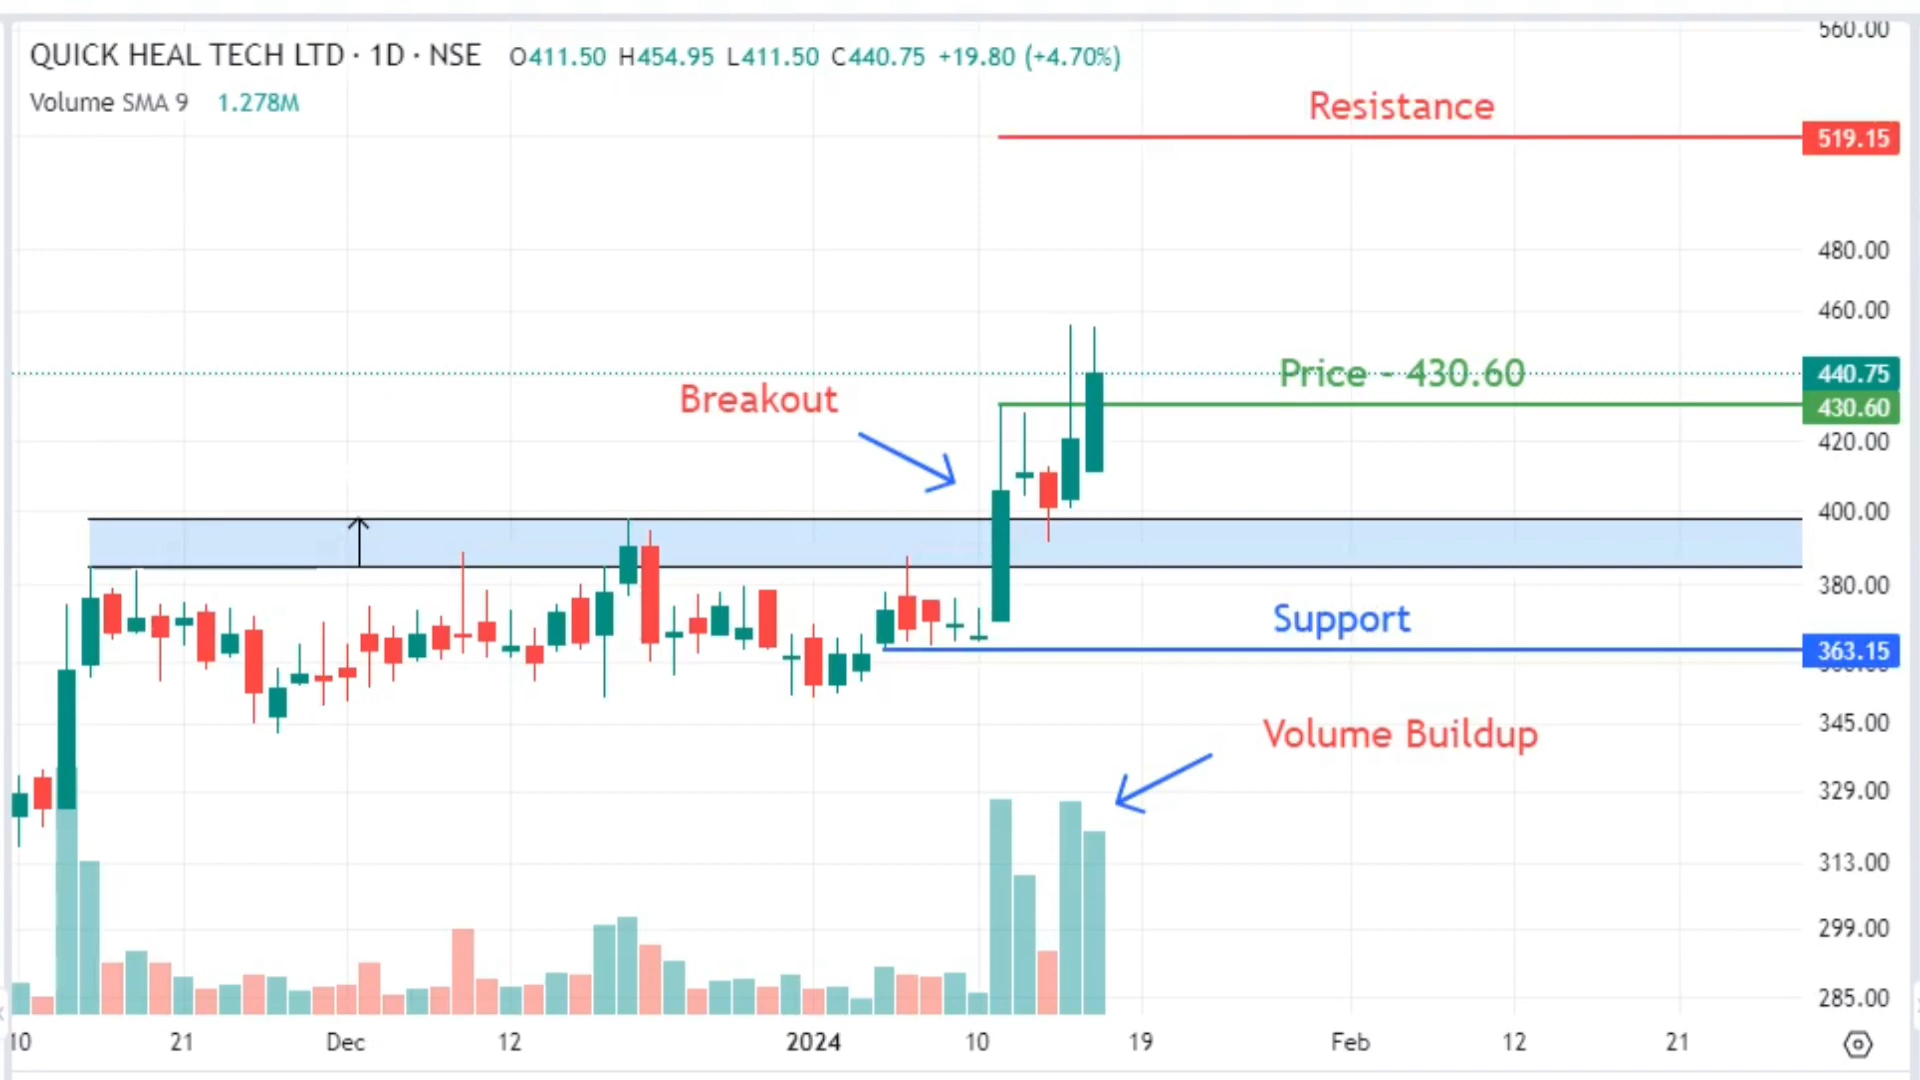 QUICK HEAL TECH LTD · 1D · NSE O411.50 H454.95 L411.50 C440.75 +19.80 (+4.70%)
Volume SMA 9 1.278M
560.00
Resistance
519.15
480.00
460.00
Price - 430.60
440.75
Breakout
430.60
420.00
400.00
380.00
Support
363.15
Volume Buildup
345.00
329.00
313.00
299.00
285.00
10 21 Dec 12 2024 10 19 Feb 12 21